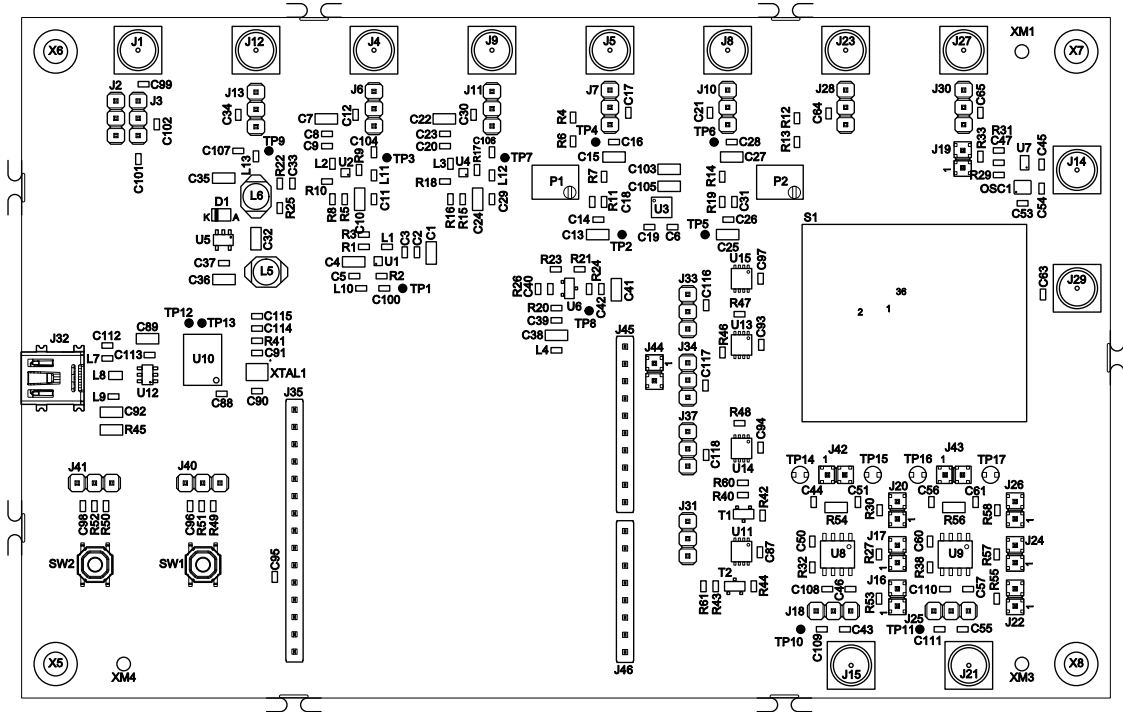 X6
J1
J12
J4
J9
J5
J8
J23
J27
XM1
X7
J2
J3
C99
C102
C101
J13
C34
TP9
C107
L13
R22
C33
C35
L6
D1
K
A
R25
U5
C32
C37
C36
L5
J6
C7
C12
C8
C9
C104
L2
U2
R9
TP3
R10
L11
R8
R5
C10
C11
R3
R1
L1
C3
C2
C1
C4
U1
C5
R2
L10
C100
TP1
J11
C22
C30
C23
C20
C106
L3
U4
R17
TP7
R18
L12
R16
R15
C24
C29
J7
R4
C17
TP4
R6
C16
C15
P1
R7
C103
C105
R11
C18
U3
C14
C13
TP2
C19
C6
R23
R21
R26
C40
R24
U6
C42
C41
R20
TP8
C39
C38
L4
J10
C21
TP6
C28
C27
R14
P2
R19
C31
C26
TP5
C25
J28
R12
C64
R13
J30
C65
R33
J19
1
R31
C47
U7
C45
R29
OSC1
C53
C54
J14
S1
36
2
1
C63
J29
U15
C97
J33
C116
R47
U13
R46
C93
J45
J44
1
J34
C117
J37
R48
C94
C118
U14
R60
R40
R42
T1
J31
U11
C87
T2
R61
R43
R44
J46
TP12
TP13
C115
C114
R41
C91
U10
XTAL1
C88
C90
J35
J32
C112
C89
L7
C113
L8
U12
L9
C92
R45
J41
C98
R52
R50
SW2
J40
C96
R51
R49
SW1
C95
X5
XM4
TP14
J42
1
TP15
C44
C51
R54
R30
J20
1
C50
U8
R27
J17
1
R32
C108
C46
J16
R53
1
J18
TP10
C109
C43
J15
TP16
J43
1
TP17
C56
C61
R56
R58
J26
1
C60
U9
R57
J24
1
R38
C110
C57
R55
1
J22
J25
TP11
C111
C55
J21
XM3
X8